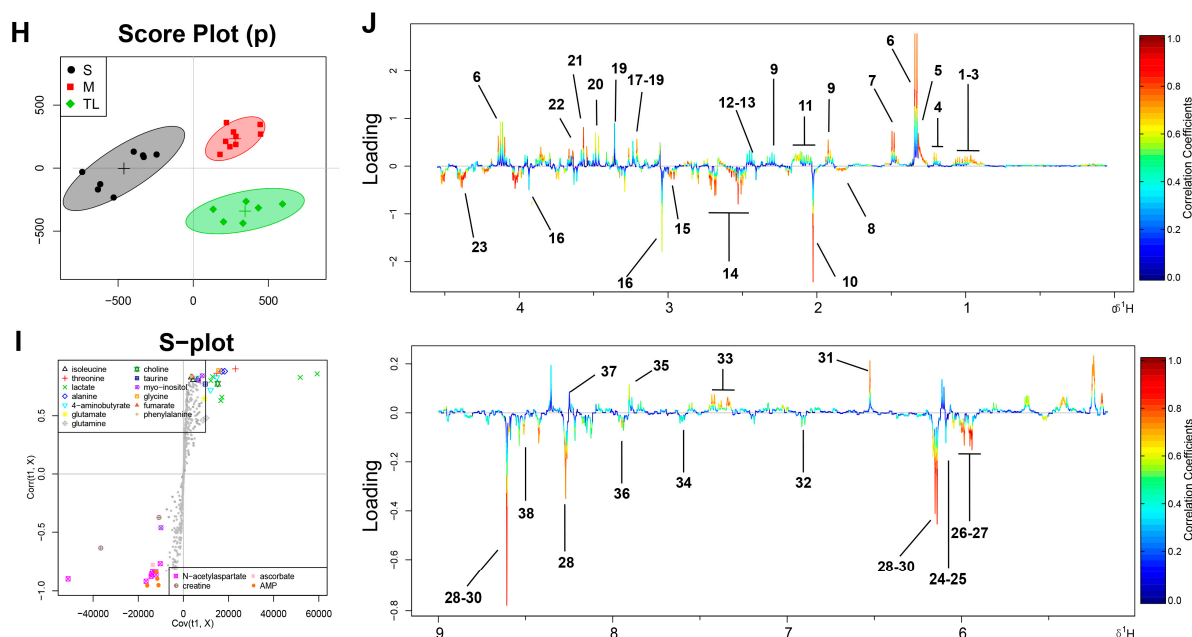 H
Score Plot (p)
S
M
TL
500
0
−500
−500
0
500
I
S−plot
isoleucine
threonine
lactate
alanine
4−aminobutyrate
glutamate
glutamine
choline
taurine
myo−inositol
glycine
fumarate
phenylalanine
N−acetylaspartate
creatine
ascorbate
AMP
Corr(t1, X)
0.5
0.0
−0.5
−1.0
−40000
−20000
0
20000
40000
60000
Cov(t1, X)
J
Loading
2
1
0
−1
−2
6
22
21
20
19
17-19
12-13
9
11
9
7
6
5
4
1-3
23
16
16
15
14
10
8
4
3
2
1
0
δ¹H
1.0
0.8
0.6
0.4
0.2
0.0
Correlation Coefficients
Loading
0.2
0.0
−0.2
−0.4
−0.6
−0.8
37
35
33
31
38
36
34
32
28-30
28
28-30
24-25
26-27
9
8
7
6
δ¹H
1.0
0.8
0.6
0.4
0.2
0.0
Correlation Coefficients